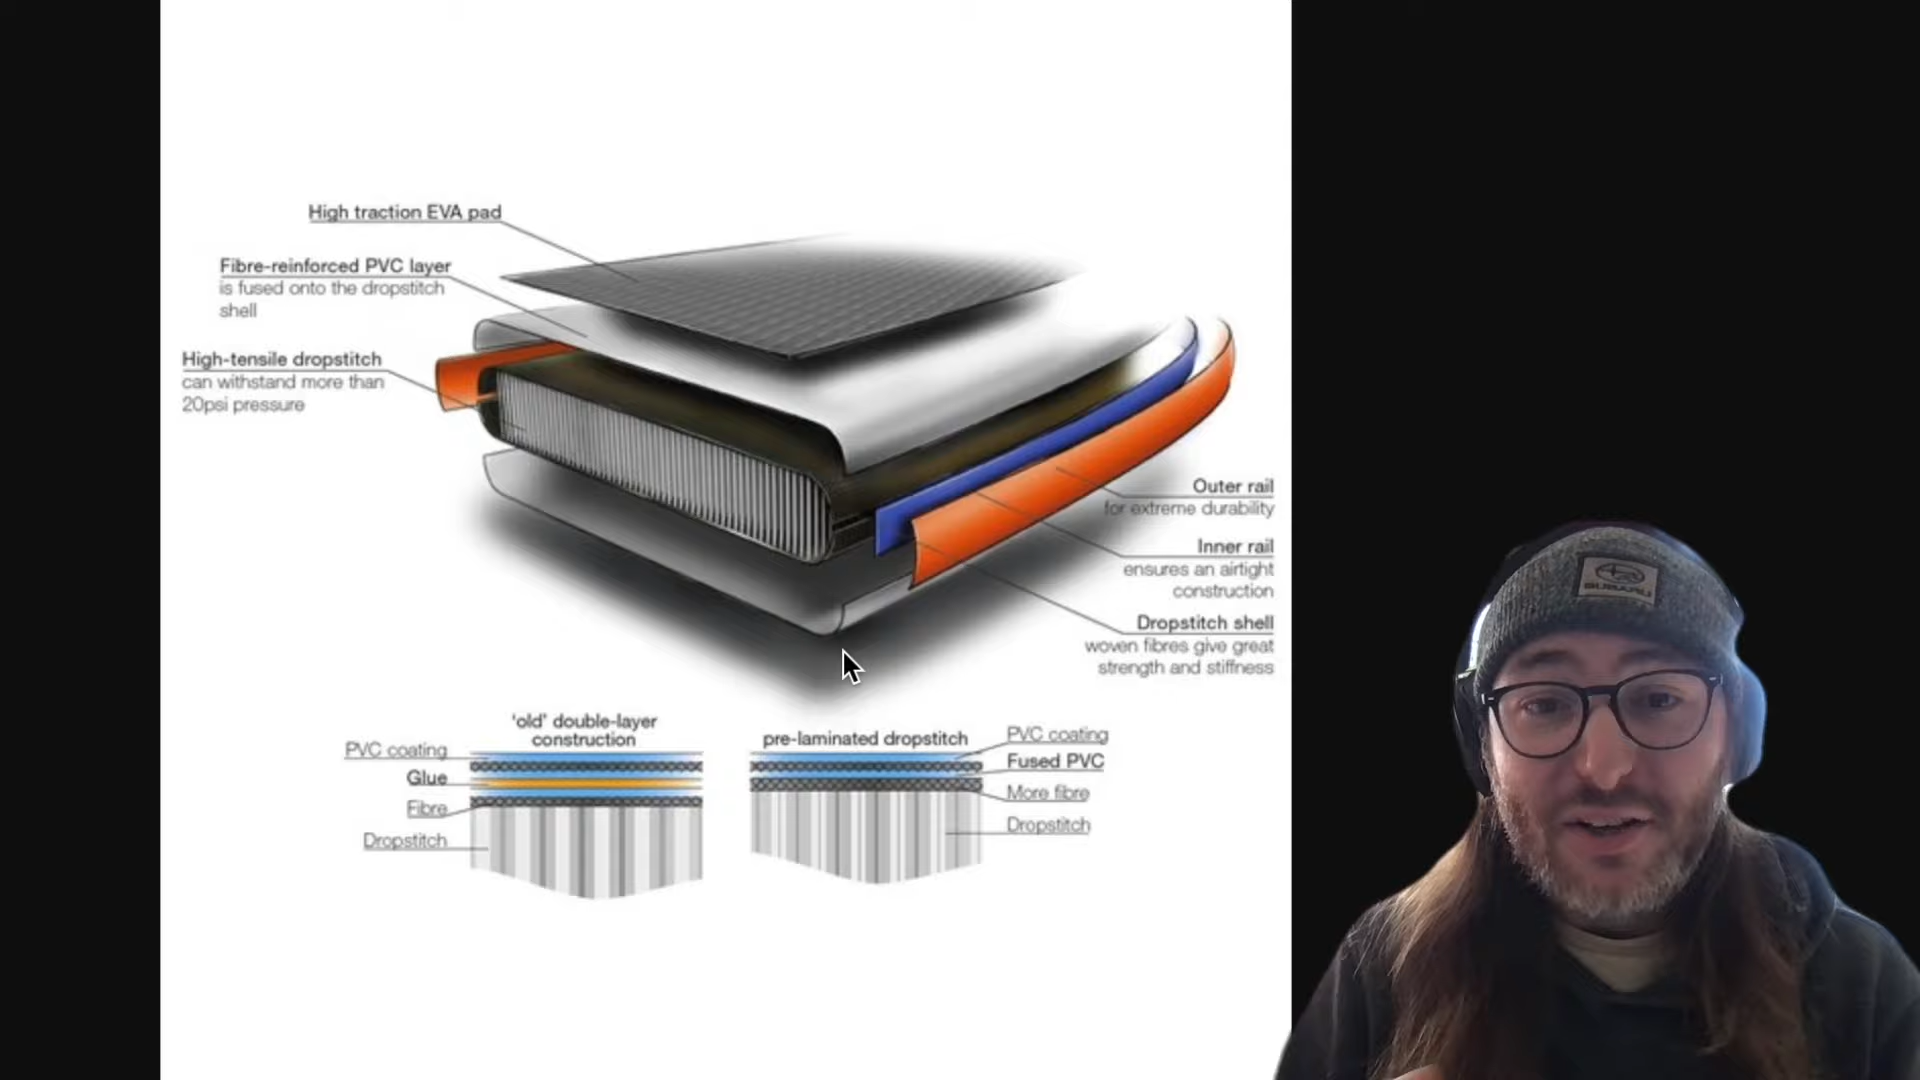 High traction EVA pad
Fibre-reinforced PVC layer
is fused onto the dropstitch
shell
High-tensile dropstitch
can withstand more than
20psi pressure
Outer rail
for extreme durability
Inner rail
ensures an airtight
construction
Dropstitch shell
woven fibres give great
strength and stiffness
'old' double-layer
construction
PVC coating
Glue
Fibre
Dropstitch
pre-laminated dropstitch
PVC coating
Fused PVC
More fibre
Dropstitch
SUBARU